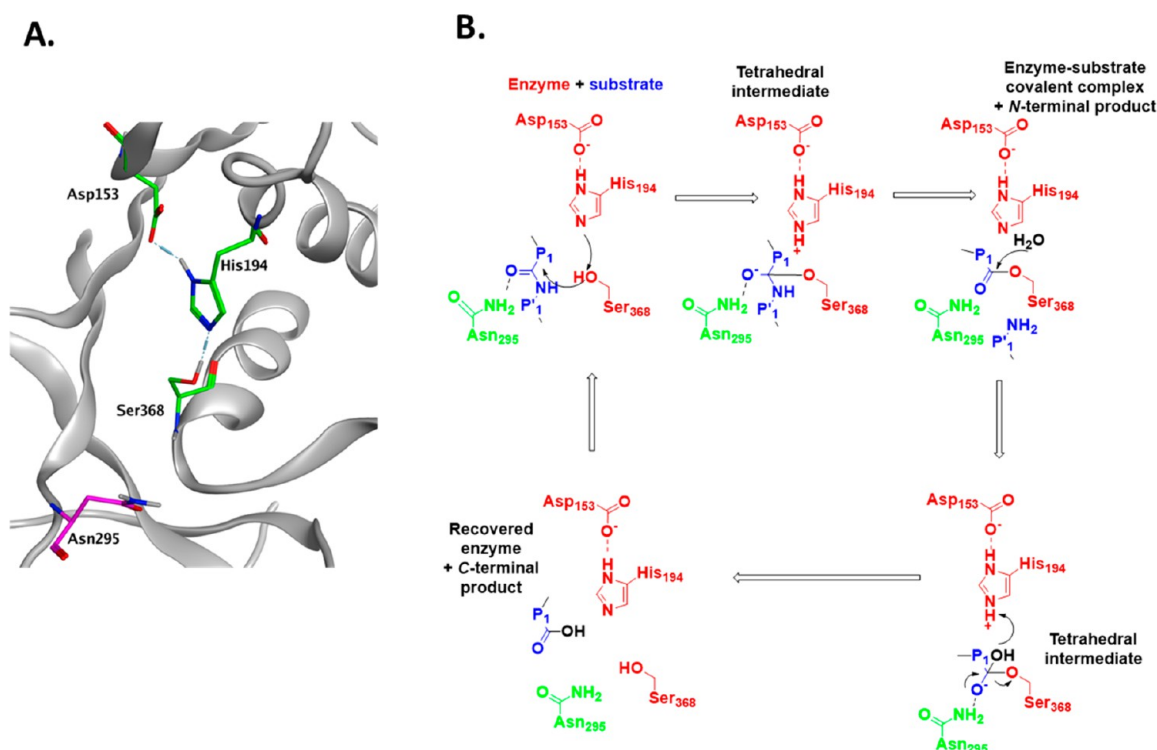 A.
Asp153
His194
Ser368
Asn295
B.
Enzyme + substrate
Asp153
O
O-
H
N
His194
N
P1
O
HO
NH
P'1
O
NH2
Asn295
Ser368
Tetrahedral
intermediate
Asp153
O
O-
H
N
His194
NH
+
P1
O-
O
NH
P'1
O
NH2
Asn295
Ser368
Enzyme-substrate
covalent complex
+ N-terminal product
Asp153
O
O-
H
N
His194
N
H2O
P1
O
O
Ser368
O
NH2
Asn295
NH2
P'1
Asp153
O
O-
H
N
His194
N
H
+
Tetrahedral
intermediate
P1
OH
O
O-
Ser368
O
NH2
Asn295
Recovered
enzyme
+ C-terminal
product
Asp153
O
O-
H
N
His194
N
P1
OH
O
HO
Ser368
O
NH2
Asn295